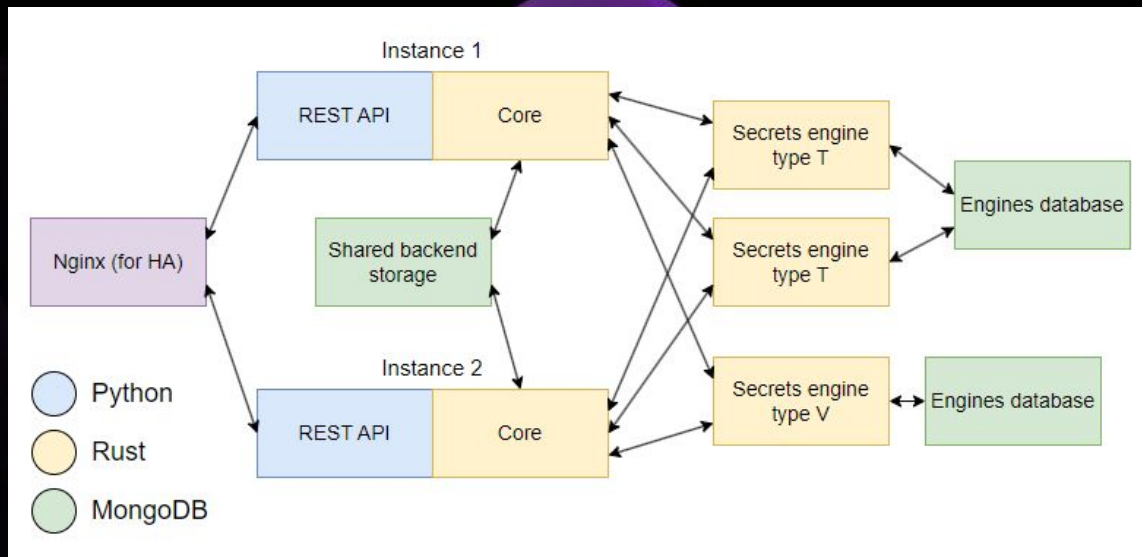 Instance 1
REST API
Core
Secrets engine
type T
Engines database
Nginx (for HA)
Shared backend
storage
Secrets engine
type T
Instance 2
REST API
Core
Secrets engine
type V
Engines database
Python
Rust
MongoDB